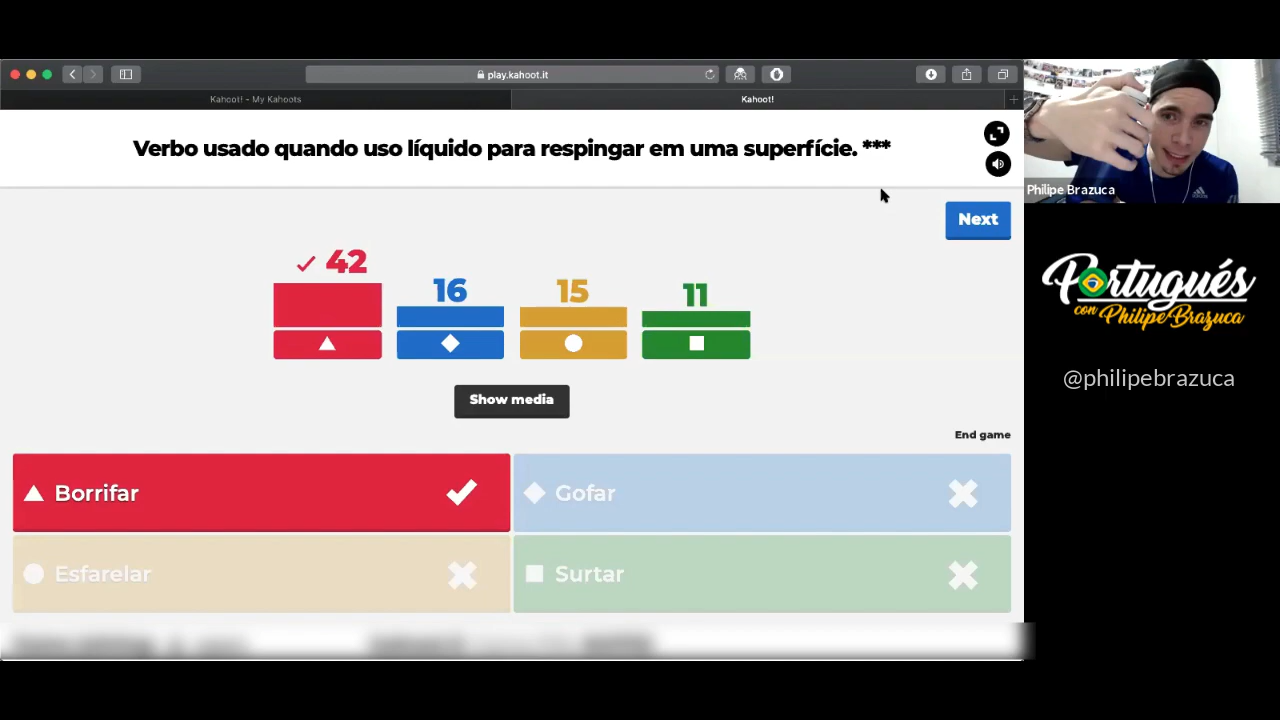 play.kahoot.it
Kahoot! - My Kahoots
Kahoot!
Verbo usado quando uso líquido para respingar em uma superfície. ***
Philipe Brazuca
Next
42
16
15
11
Show media
End game
Borrifar
Gofar
Esfarelar
Surtar
Portugués
con Philipe Brazuca
@philipebrazuca